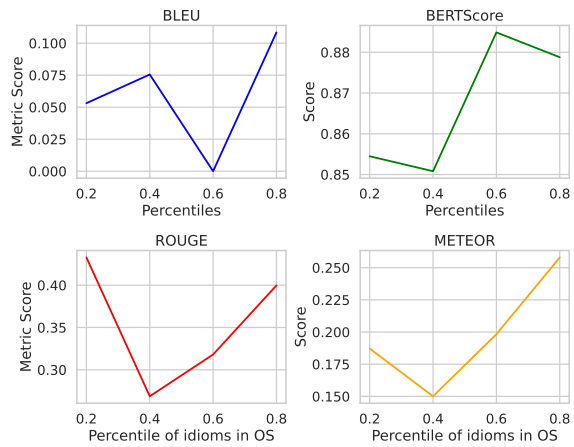 BLEU
Metric Score
0.100
0.075
0.050
0.025
0.000
0.2 0.4 0.6 0.8
Percentiles
BERTScore
Score
0.88
0.87
0.86
0.85
0.2 0.4 0.6 0.8
Percentiles
ROUGE
Metric Score
0.40
0.35
0.30
0.2 0.4 0.6 0.8
Percentile of idioms in OS
METEOR
Score
0.250
0.225
0.200
0.175
0.150
0.2 0.4 0.6 0.8
Percentile of idioms in OS